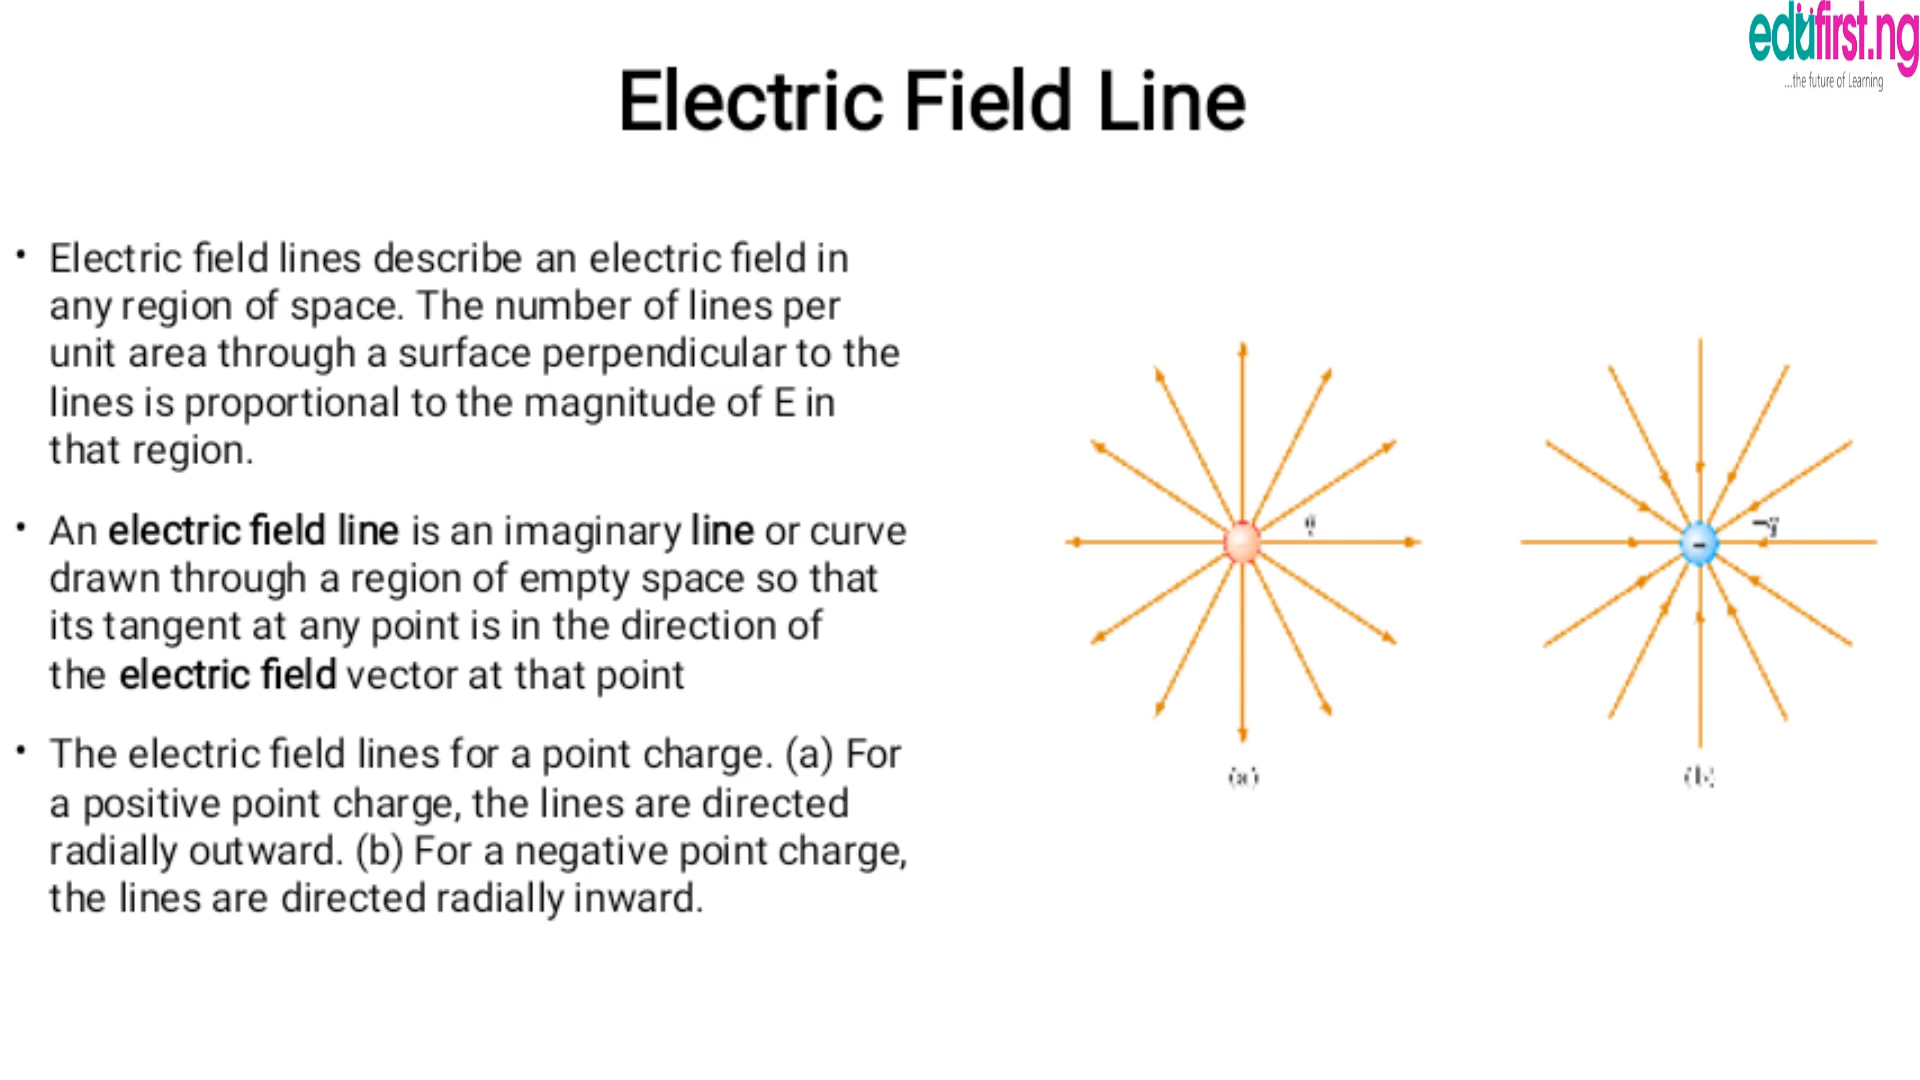 edufirst.ng
...the future of Learning
Electric Field Line
• Electric field lines describe an electric field in
any region of space. The number of lines per
unit area through a surface perpendicular to the
lines is proportional to the magnitude of E in
that region.
• An electric field line is an imaginary line or curve
drawn through a region of empty space so that
its tangent at any point is in the direction of
the electric field vector at that point
• The electric field lines for a point charge. (a) For
a positive point charge, the lines are directed
radially outward. (b) For a negative point charge,
the lines are directed radially inward.
q
–q
–
(a)
(b)